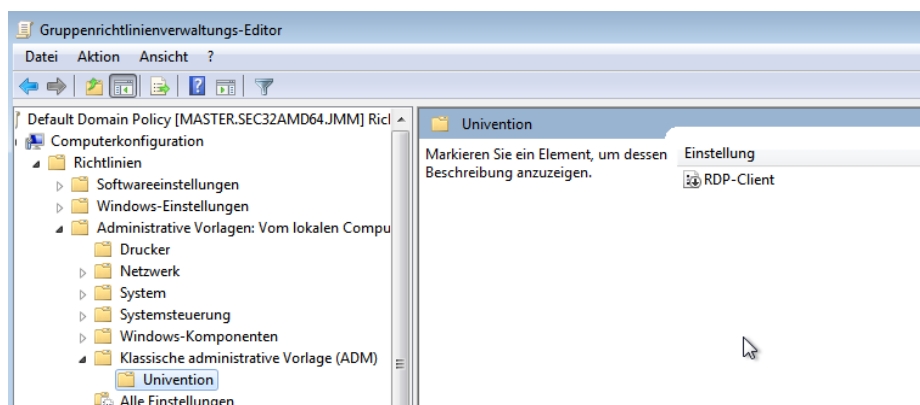 Gruppenrichtlinienverwaltungs-Editor
Datei Aktion Ansicht ?
Default Domain Policy [MASTER.SEC32AMD64.JMM] Ricl
Computerkonfiguration
Richtlinien
Softwareeinstellungen
Windows-Einstellungen
Administrative Vorlagen: Vom lokalen Compu
Drucker
Netzwerk
System
Systemsteuerung
Windows-Komponenten
Klassische administrative Vorlage (ADM)
Univention
Alle Einstellungen
Univention
Markieren Sie ein Element, um dessen
Beschreibung anzuzeigen.
Einstellung
RDP-Client